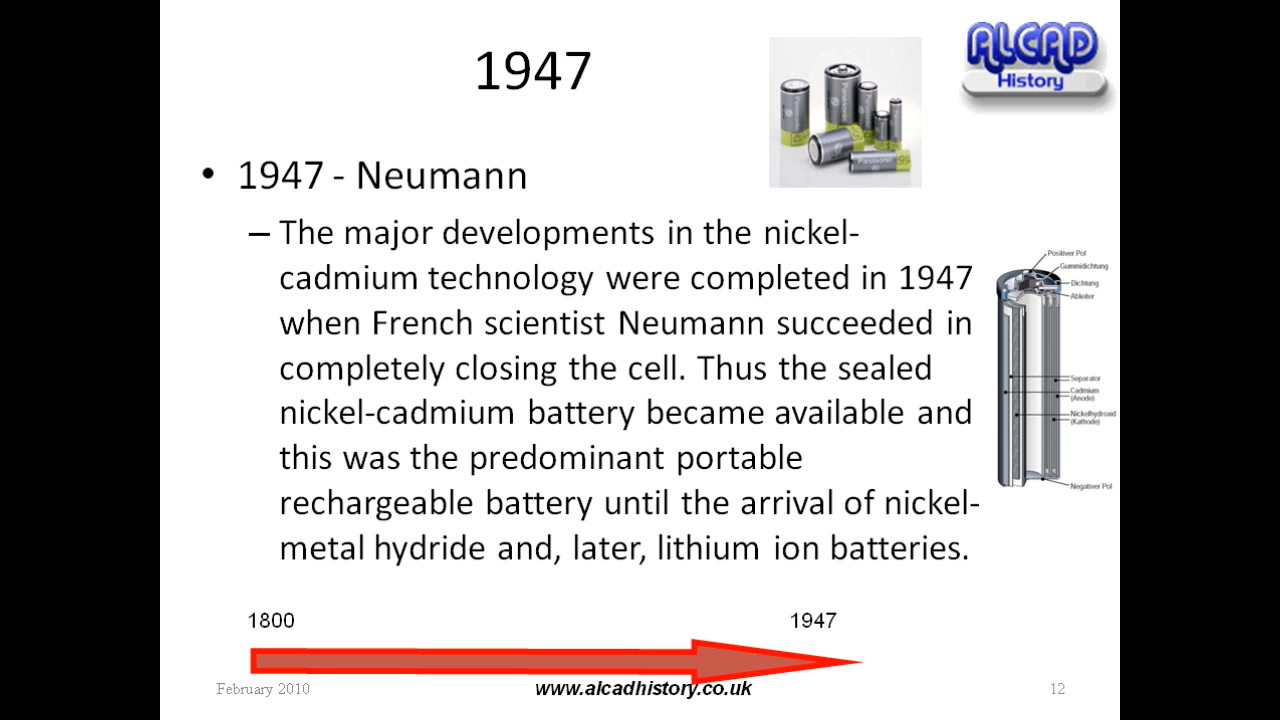 1947
ALCAD
History
Panasonic
Panasonic
Panasonic
• 1947 - Neumann
– The major developments in the nickel-
cadmium technology were completed in 1947
when French scientist Neumann succeeded in
completely closing the cell. Thus the sealed
nickel-cadmium battery became available and
this was the predominant portable
rechargeable battery until the arrival of nickel-
metal hydride and, later, lithium ion batteries.
Positiver Pol
Gummidichtung
Dichtung
Ableiter
Separator
Cadmium
(Anode)
Nickelhydroxid
(Kathode)
Negativer Pol
1800
1947
February 2010
www.alcadhistory.co.uk
12